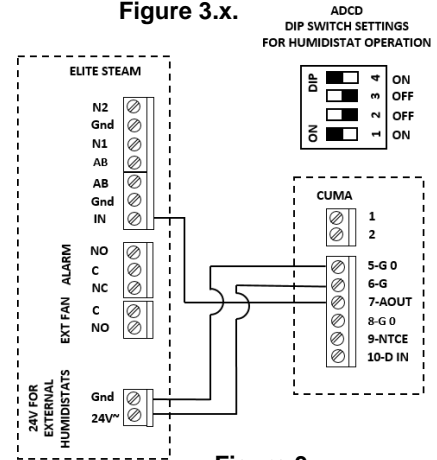 Figure 3.x.
ADCD
DIP SWITCH SETTINGS
FOR HUMIDISTAT OPERATION
DIP
ON
4 ON
3 OFF
2 OFF
1 ON
ELITE STEAM
N2
Gnd
N1
AB
AB
Gnd
IN
ALARM
NO
C
NC
EXT FAN
C
NO
24V FOR
EXTERNAL
HUMIDISTATS
Gnd
24V~
CUMA
1
2
5-G 0
6-G
7-AOUT
8-G 0
9-NTCE
10-D IN